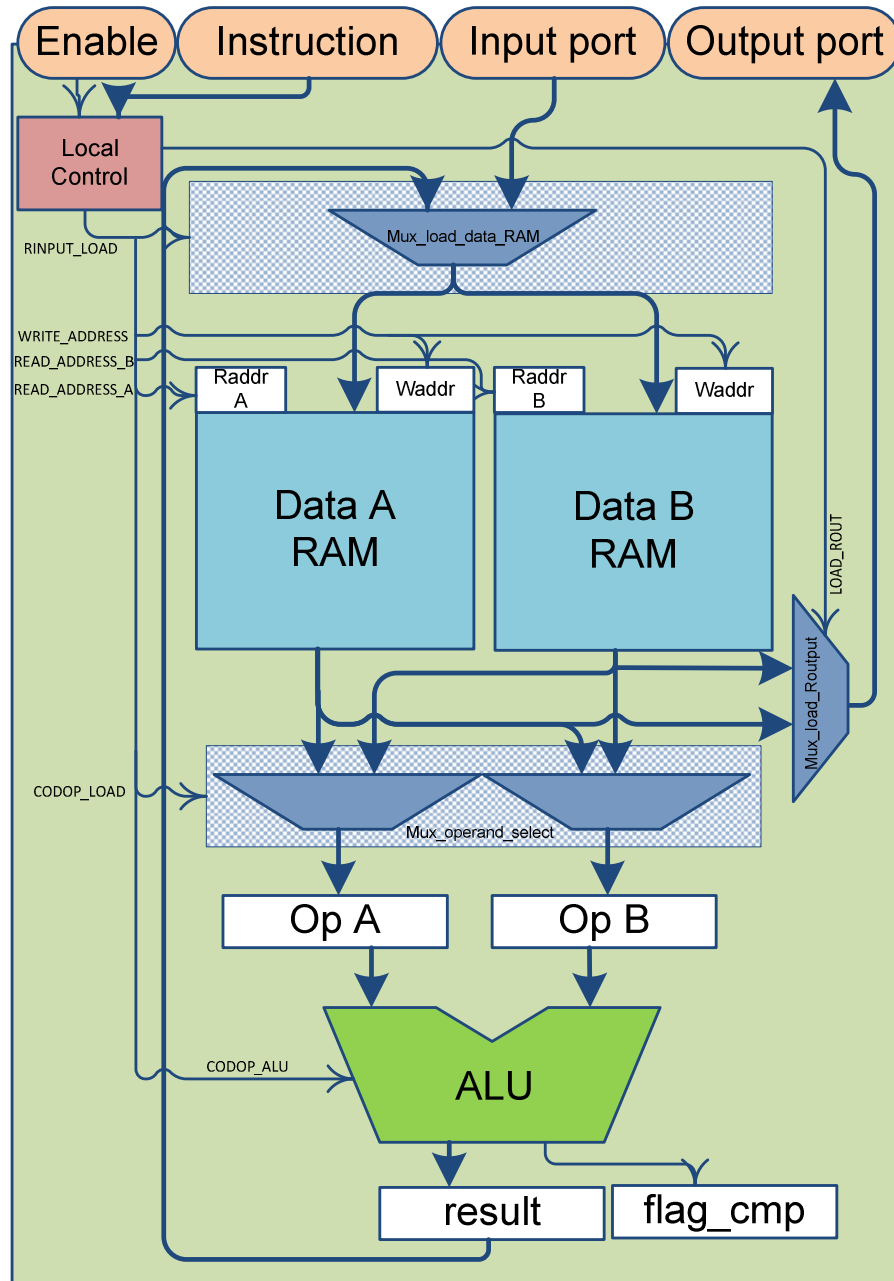 Enable
Instruction
Input port
Output port
Local
Control
RINPUT_LOAD
Mux_load_data_RAM
WRITE_ADDRESS
READ_ADDRESS_B
READ_ADDRESS_A
Raddr
A
Waddr
Raddr
B
Waddr
Data A
RAM
Data B
RAM
LOAD_ROUT
Mux_load_Routput
CODOP_LOAD
Mux_operand_select
Op A
Op B
CODOP_ALU
ALU
result
flag_cmp